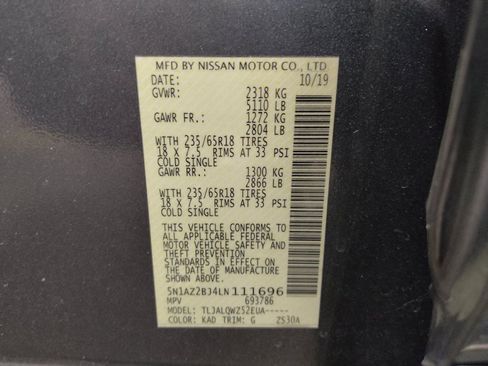 MFD BY NISSAN MOTOR CO., LTD.
DATE: 10/19
GVWR: 2318 KG
5110 LB
GAWR FR.: 1272 KG
2804 LB
WITH 235/65R18 TIRES
18 X 7.5 RIMS AT 33 PSI
COLD SINGLE
GAWR RR.: 1300 KG
2866 LB
WITH 235/65R18 TIRES
18 X 7.5 RIMS AT 33 PSI
COLD SINGLE
THIS VEHICLE CONFORMS TO
ALL APPLICABLE FEDERAL
MOTOR VEHICLE SAFETY AND
THEFT PREVENTION
STANDARDS IN EFFECT ON
THE DATE OF MANUFACTURE
SHOWN ABOVE.
5N1AZ2BJ4LN111696
MPV 693786
MODEL: TLJALQWZ52EUA-----
COLOR: KAD TRIM: G ZS30A